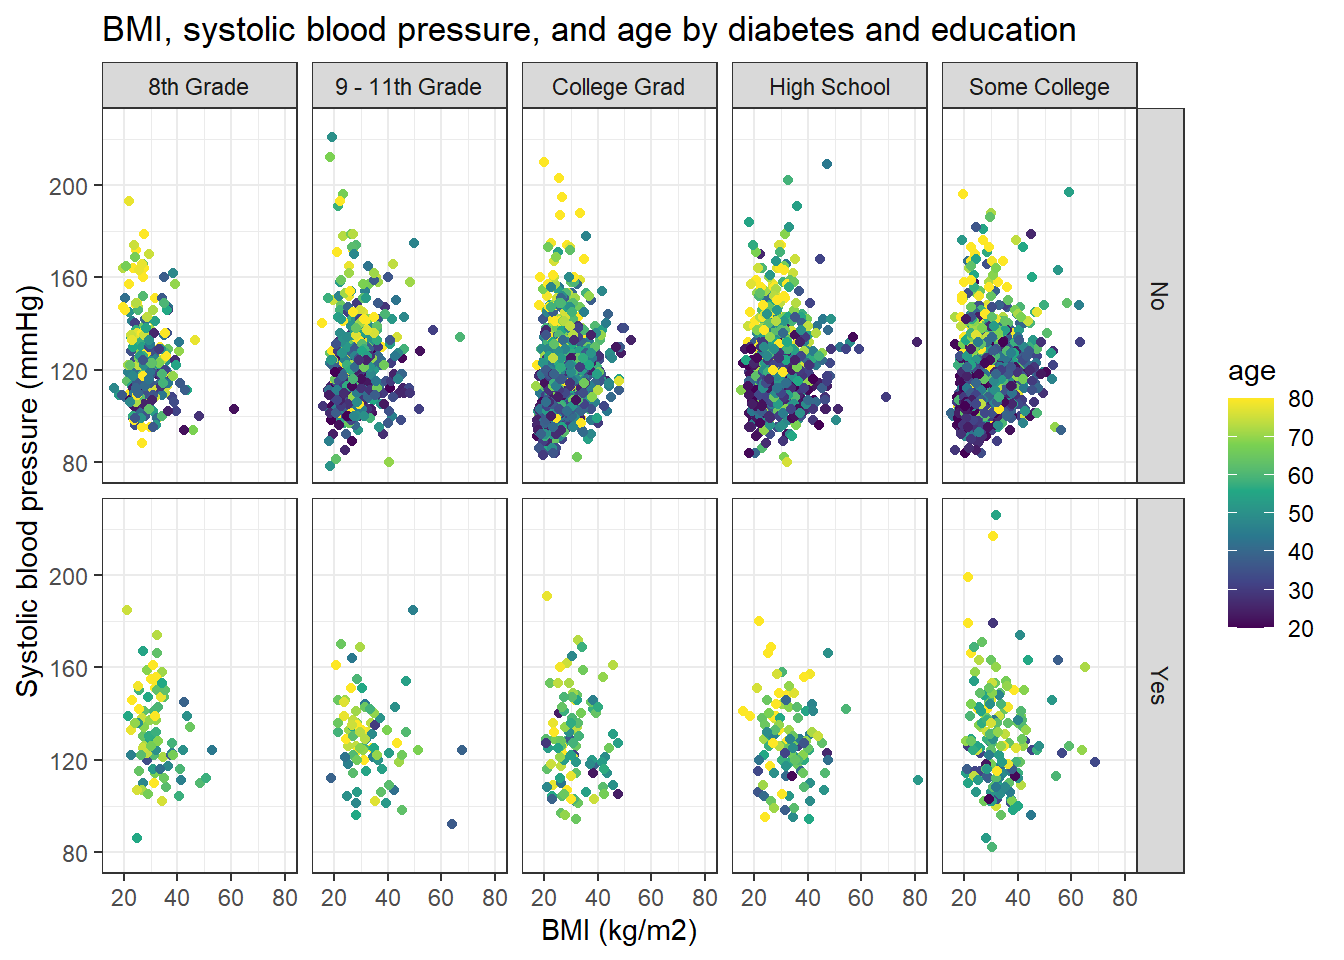 BMI, systolic blood pressure, and age by diabetes and education
8th Grade
9 - 11th Grade
College Grad
High School
Some College
Systolic blood pressure (mmHg)
200
160
120
80
No
200
160
120
80
Yes
20 40 60 80
20 40 60 80
20 40 60 80
20 40 60 80
20 40 60 80
BMI (kg/m2)
age
80
70
60
50
40
30
20